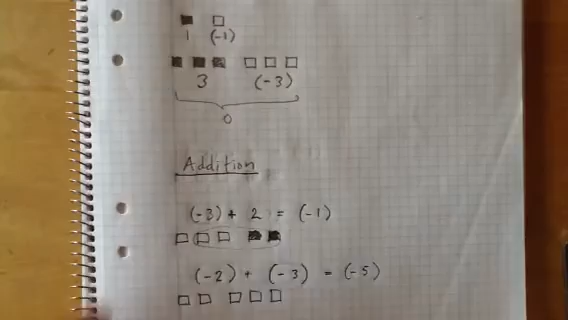 1 (-1)
3 (-3)
0
Addition
(-3) + 2 = (-1)
(-2) + (-3) = (-5)